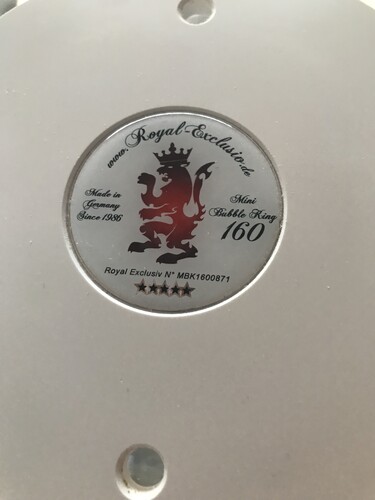 www.Royal-Exclusiv.de
Made in
Germany
Since 1986
Mini
Bubble King
160
Royal Exclusiv N° MBK1600871